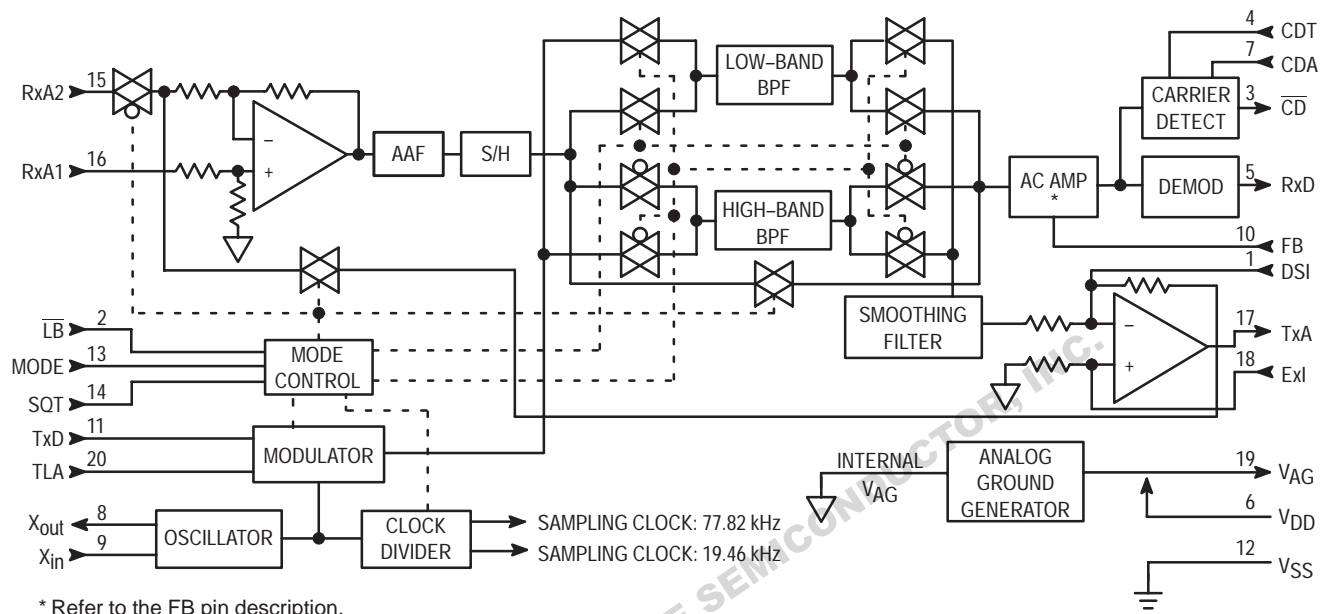 4
CDT
7
CDA
3
CD
CARRIER
DETECT
LOW–BAND
BPF
RxA2
15
–
+
AAF
S/H
RxA1
16
HIGH–BAND
BPF
AC AMP
*
DEMOD
5
RxD
10
FB
1
DSI
SMOOTHING
FILTER
–
+
17
TxA
18
ExI
LB
2
MODE
13
SQT
14
MODE
CONTROL
TxD
11
TLA
20
MODULATOR
INTERNAL
VAG
ANALOG
GROUND
GENERATOR
19
VAG
6
VDD
Xout
8
Xin
9
OSCILLATOR
CLOCK
DIVIDER
SAMPLING CLOCK: 77.82 kHz
SAMPLING CLOCK: 19.46 kHz
12
VSS
* Refer to the FB pin description.
E SEMICONDUCTOR, INC.